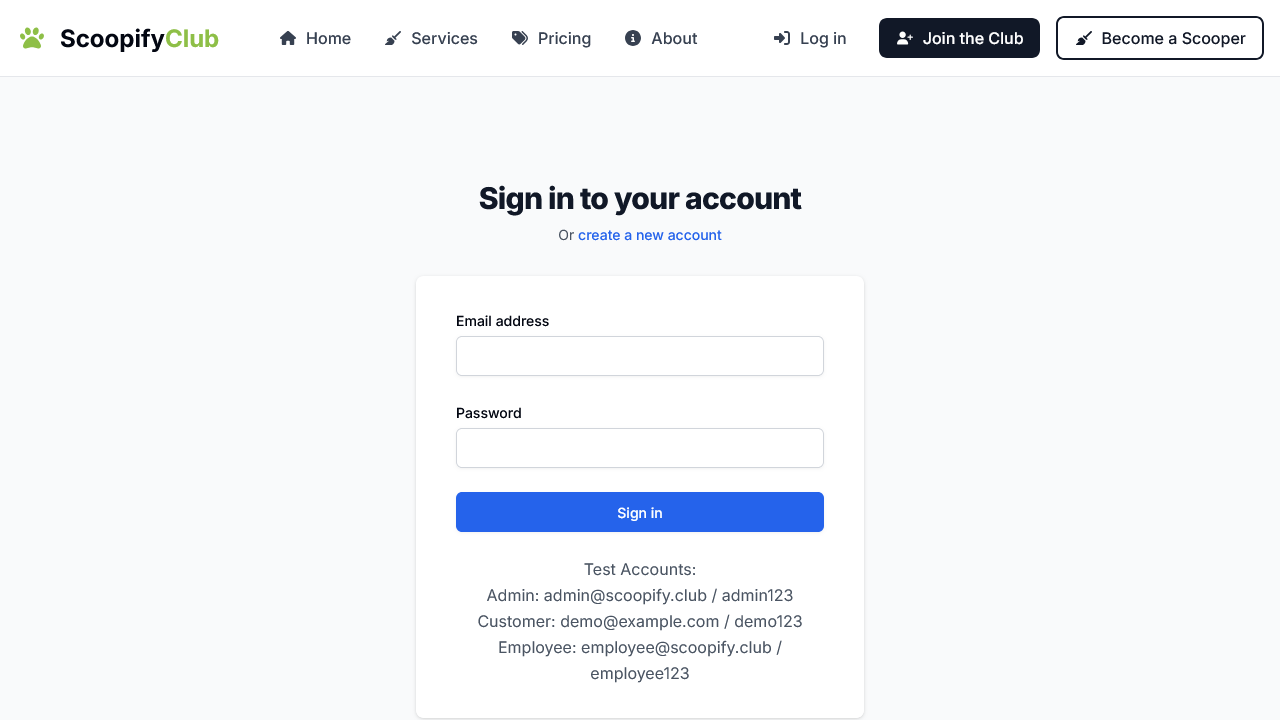 ScoopifyClub
Home
Services
Pricing
About
Log in
Join the Club
Become a Scooper
Sign in to your account
Or create a new account
Email address
Password
Sign in
Test Accounts:
Admin: admin@scoopify.club / admin123
Customer: demo@example.com / demo123
Employee: employee@scoopify.club /
employee123